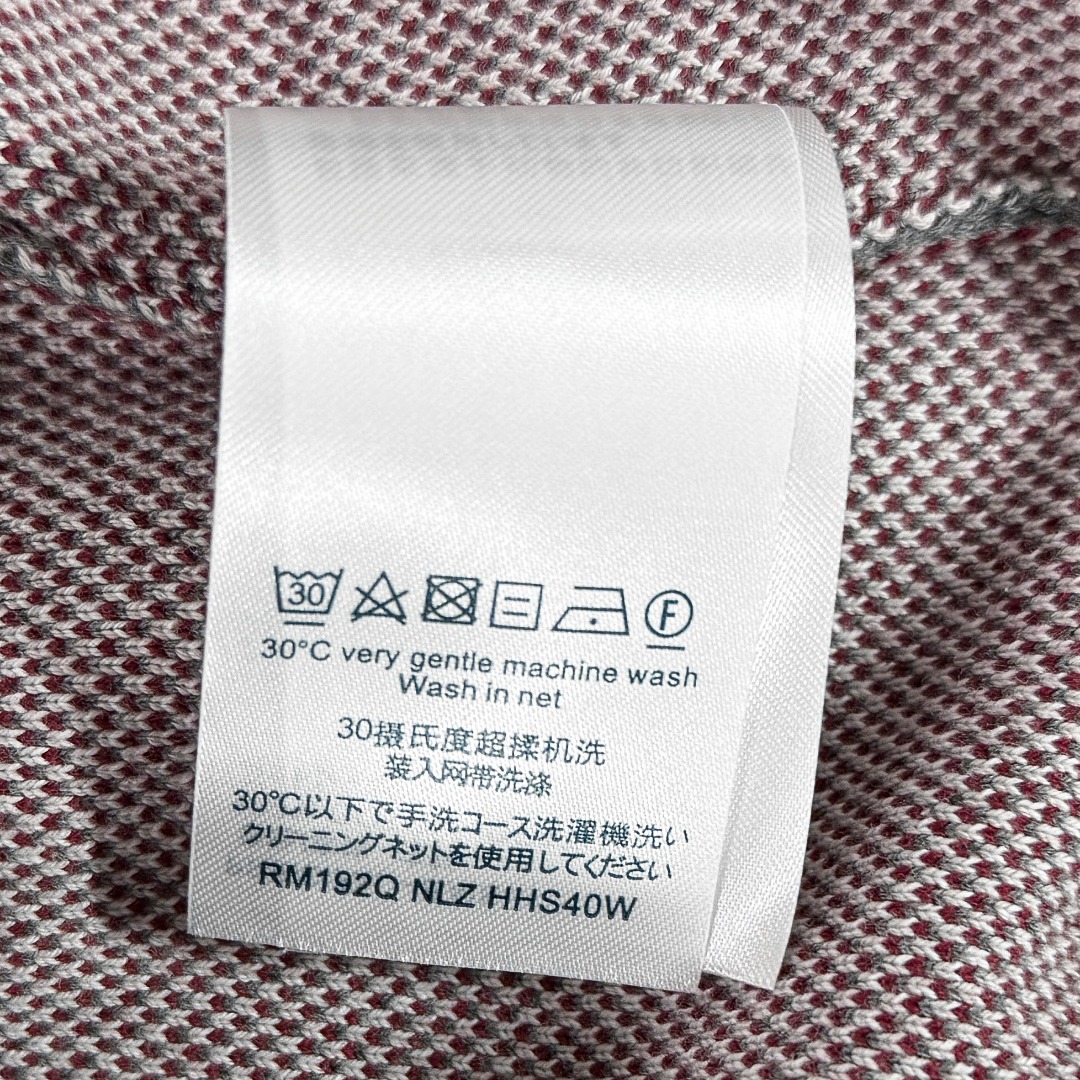 30
F
30°C very gentle machine wash
Wash in net
30摄氏度超揉机洗
装入网带洗涤
30℃以下で手洗コース洗濯機洗い
クリーニングネットを使用してください
RM192Q NLZ HHS40W